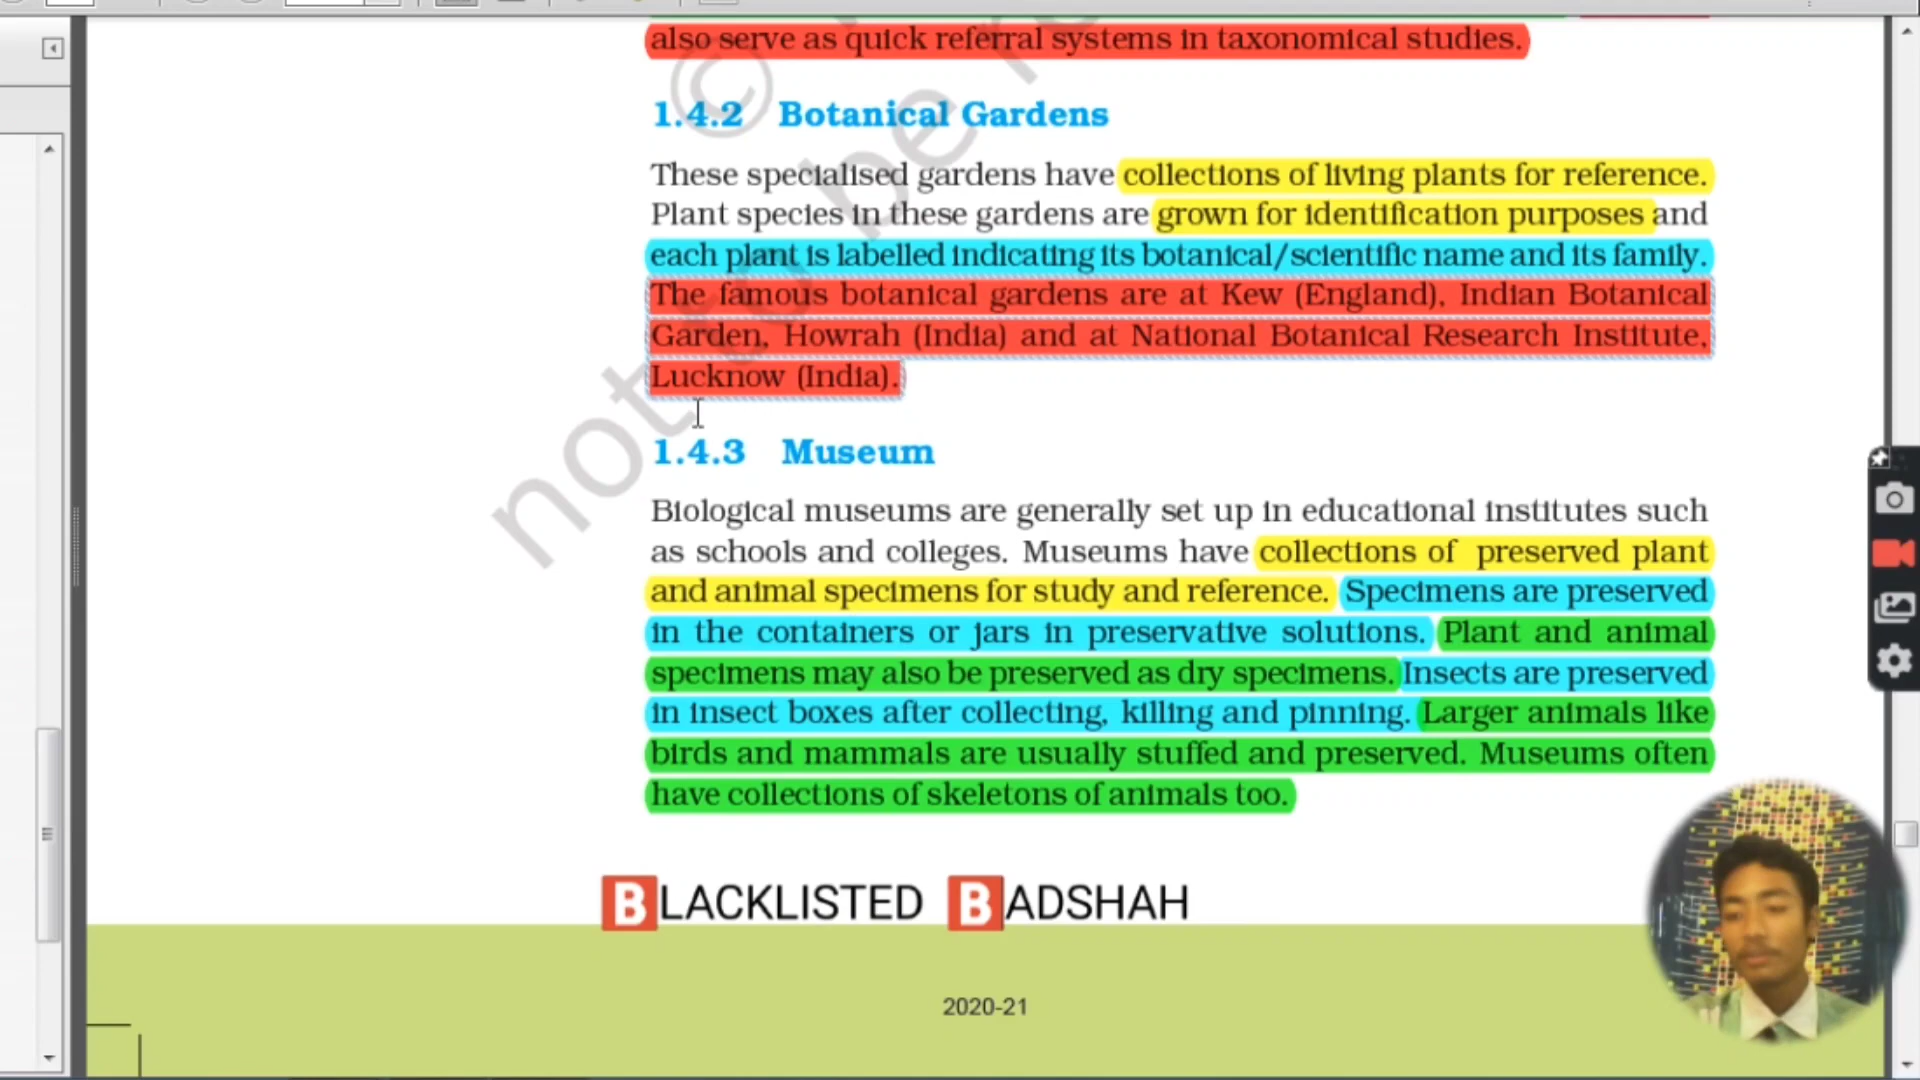 also serve as quick referral systems in taxonomical studies.
1.4.2 Botanical Gardens
These specialised gardens have collections of living plants for reference.
Plant species in these gardens are grown for identification purposes and
each plant is labelled indicating its botanical/scientific name and its family.
The famous botanical gardens are at Kew (England), Indian Botanical
Garden, Howrah (India) and at National Botanical Research Institute,
Lucknow (India).
1.4.3 Museum
Biological museums are generally set up in educational institutes such
as schools and colleges. Museums have collections of preserved plant
and animal specimens for study and reference. Specimens are preserved
in the containers or jars in preservative solutions. Plant and animal
specimens may also be preserved as dry specimens. Insects are preserved
in insect boxes after collecting, killing and pinning. Larger animals like
birds and mammals are usually stuffed and preserved. Museums often
have collections of skeletons of animals too.
BLACKLISTED BADSHAH
2020-21
©
not to be